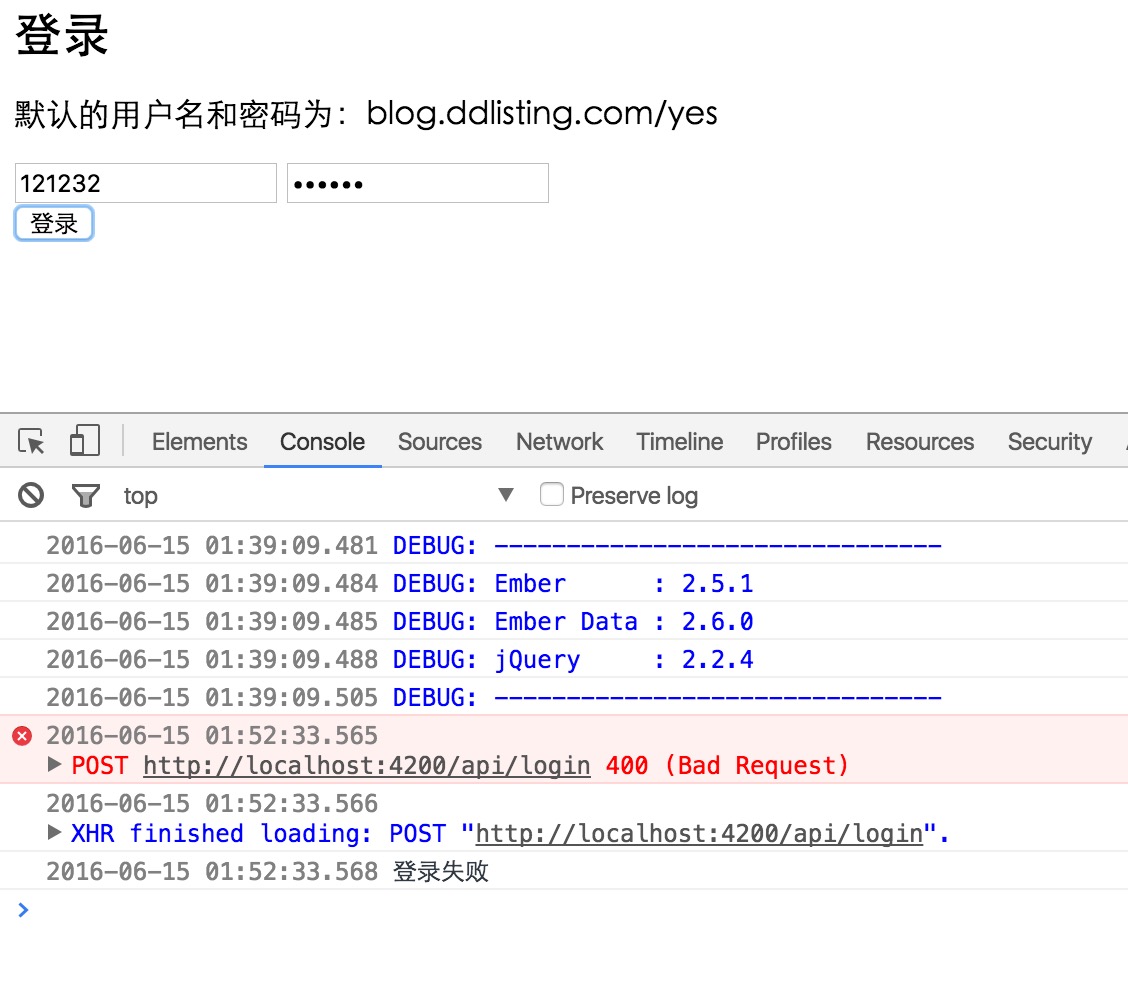 登录
默认的用户名和密码为：blog.ddlisting.com/yes
121232 ••••••
登录
Elements Console Sources Network Timeline Profiles Resources Security
top Preserve log
2016-06-15 01:39:09.481 DEBUG: -------------------------------
2016-06-15 01:39:09.484 DEBUG: Ember      : 2.5.1
2016-06-15 01:39:09.485 DEBUG: Ember Data : 2.6.0
2016-06-15 01:39:09.488 DEBUG: jQuery     : 2.2.4
2016-06-15 01:39:09.505 DEBUG: -------------------------------
2016-06-15 01:52:33.565
POST http://localhost:4200/api/login 400 (Bad Request)
2016-06-15 01:52:33.566
XHR finished loading: POST "http://localhost:4200/api/login".
2016-06-15 01:52:33.568 登录失败